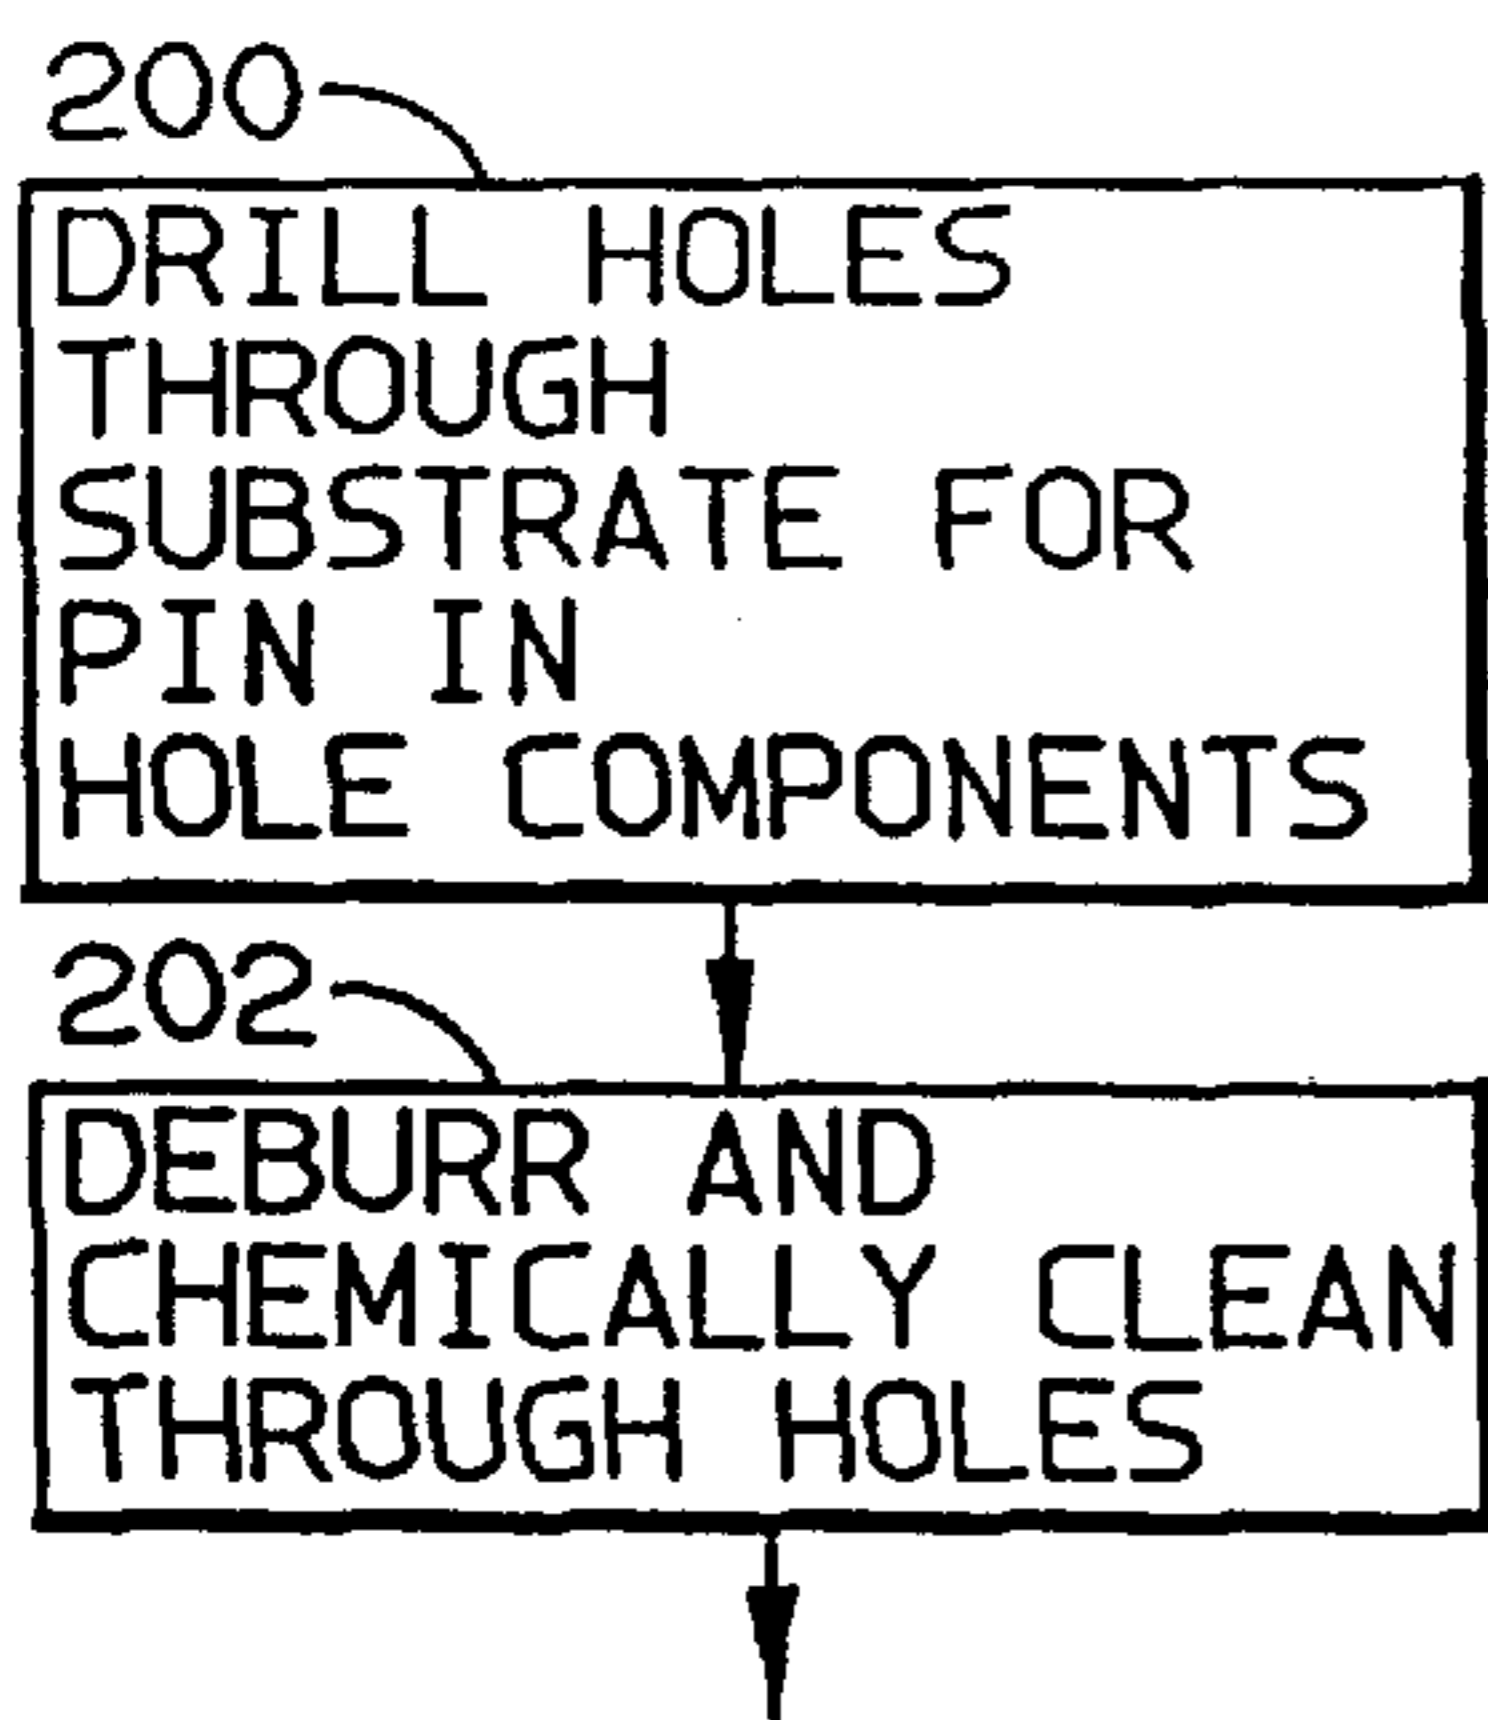 200
DRILL HOLES
THROUGH
SUBSTRATE FOR
PIN IN
HOLE COMPONENTS
202
DEBURR AND
CHEMICALLY CLEAN
THROUGH HOLES